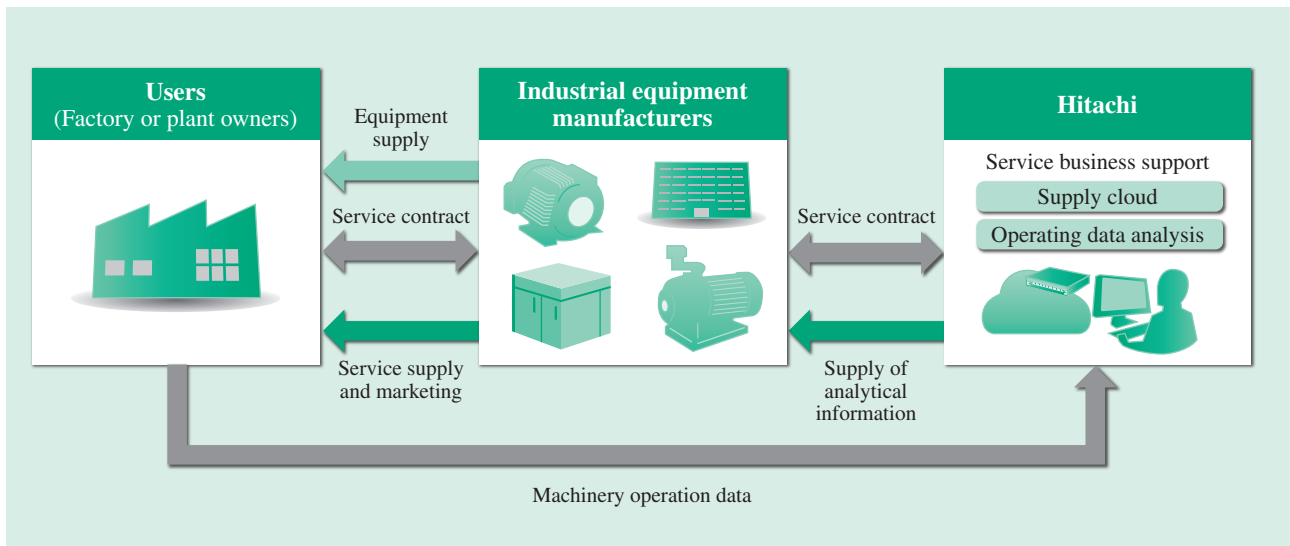 Users
(Factory or plant owners)
Equipment
supply
Service contract
Service supply
and marketing
Industrial equipment
manufacturers
Service contract
Supply of
analytical
information
Hitachi
Service business support
Supply cloud
Operating data analysis
Machinery operation data